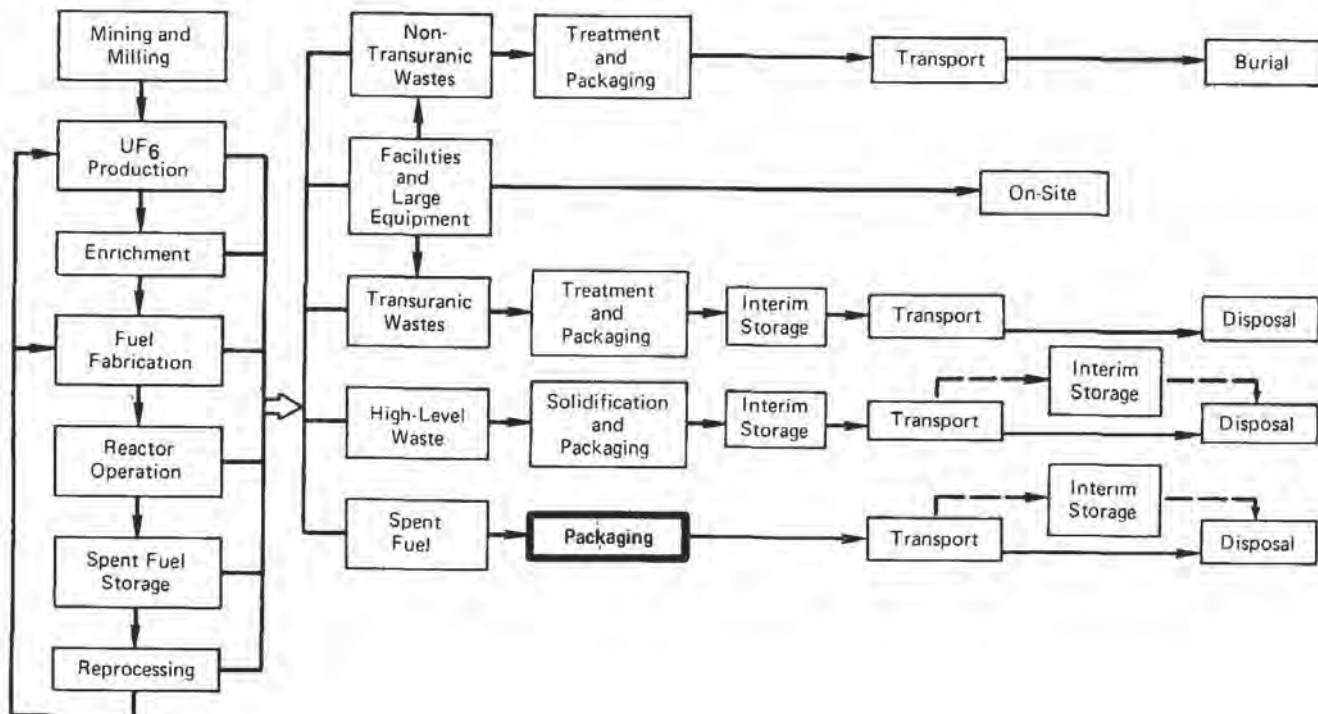 Mining and
Milling
UF6
Production
Enrichment
Fuel
Fabrication
Reactor
Operation
Spent Fuel
Storage
Reprocessing
Non-
Transuranic
Wastes
Treatment
and
Packaging
Transport
Burial
Facilities
and
Large
Equipment
On-Site
Transuranic
Wastes
Treatment
and
Packaging
Interim
Storage
Transport
Disposal
High-Level
Waste
Solidification
and
Packaging
Interim
Storage
Transport
Interim
Storage
Disposal
Spent
Fuel
Packaging
Transport
Interim
Storage
Disposal